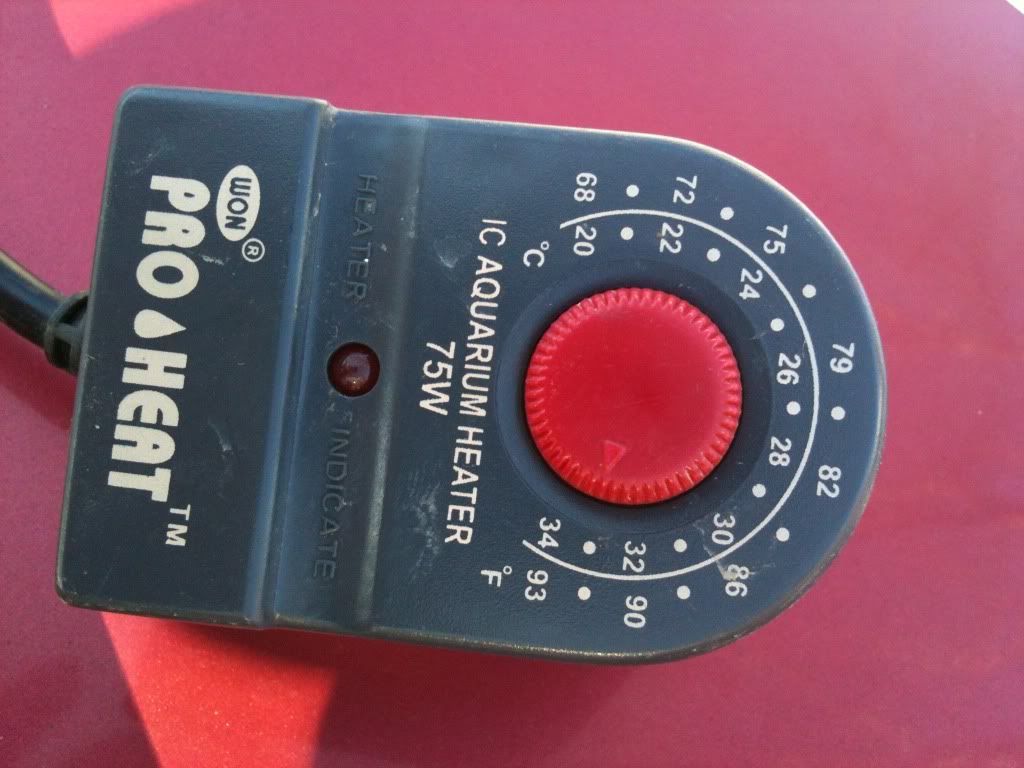 WON ®
PRO HEAT™
HEATER INDICATE
IC AQUARIUM HEATER
75W
°C 20 22 24 26 28 30 32 34
68 72 75 79 82 86 90 93 °F